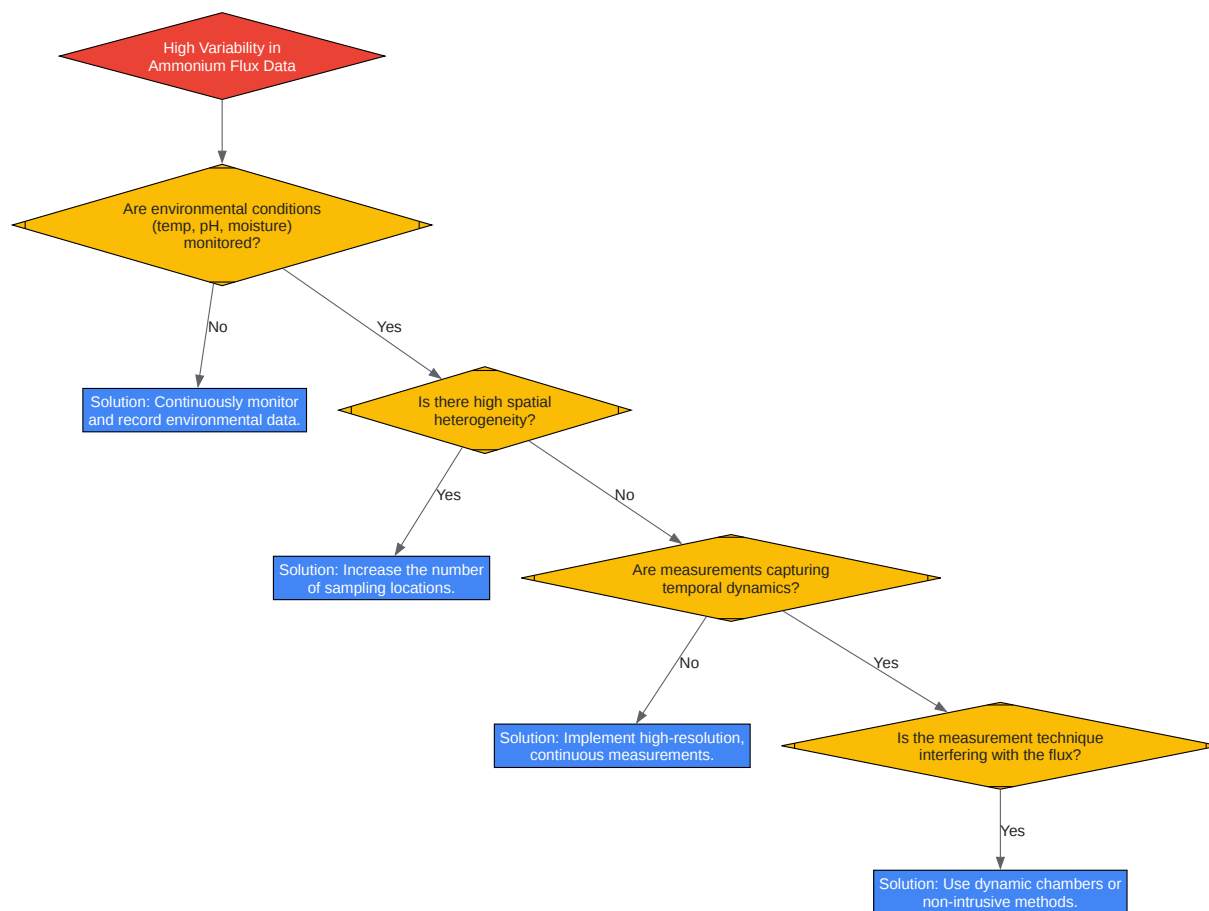 High Variability in
Ammonium Flux Data
Are environmental conditions
(temp, pH, moisture)
monitored?
No
Yes
Solution: Continuously monitor
and record environmental data.
Is there high spatial
heterogeneity?
Yes
No
Solution: Increase the number
of sampling locations.
Are measurements capturing
temporal dynamics?
No
Yes
Solution: Implement high-resolution,
continuous measurements.
Is the measurement technique
interfering with the flux?
Yes
Solution: Use dynamic chambers or
non-intrusive methods.